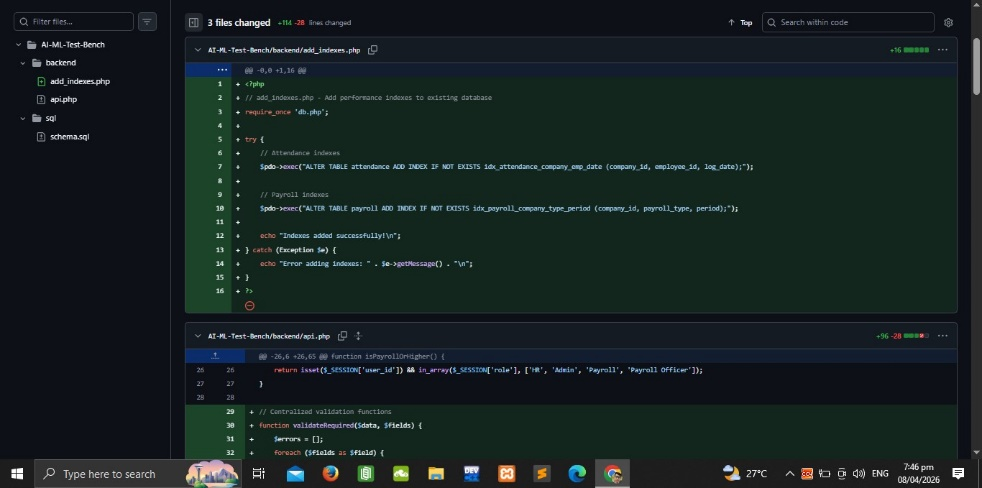 Filter files...
AI-ML-Test-Bench
backend
add_indexes.php
api.php
sql
schema.sql
3 files changed +114 -28 lines changed
Top
Search within code
AI-ML-Test-Bench/backend/add_indexes.php
+16
@@ -0,0 +1,16 @@
1 + <?php
2 + // add_indexes.php - Add performance indexes to existing database
3 + require_once 'db.php';
4 +
5 + try {
6 + // Attendance indexes
7 + $pdo->exec("ALTER TABLE attendance ADD INDEX IF NOT EXISTS idx_attendance_company_emp_date (company_id, employee_id, log_date);");
8 +
9 + // Payroll indexes
10 + $pdo->exec("ALTER TABLE payroll ADD INDEX IF NOT EXISTS idx_payroll_company_type_period (company_id, payroll_type, period);");
11 +
12 + echo "Indexes added successfully!\n";
13 + } catch (Exception $e) {
14 + echo "Error adding indexes: " . $e->getMessage() . "\n";
15 + }
16 + ?>
AI-ML-Test-Bench/backend/api.php
+96 -28
@@ -26,6 +26,65 @@ function isPayrollOrHigher() {
26 26 return isset($_SESSION['user_id']) && in_array($_SESSION['role'], ['HR', 'Admin', 'Payroll', 'Payroll Officer']);
27 27 }
28 28
29 + // Centralized validation functions
30 + function validateRequired($data, $fields) {
31 + $errors = [];
32 + foreach ($fields as $field) {
Type here to search
DEV
27°C
ENG
7:46 pm
08/04/2026